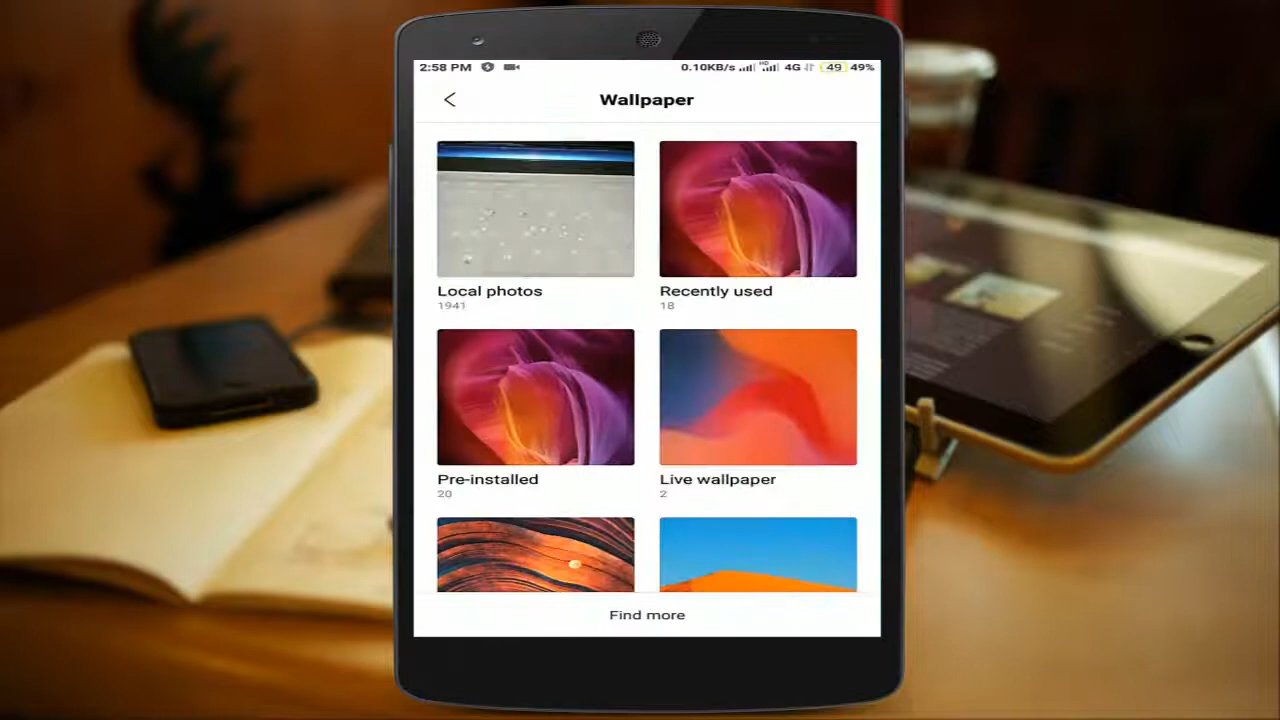 2:58 PM 0.10KB/s HD 4G 49 49%
Wallpaper
Local photos
1941
Recently used
18
Pre-installed
20
Live wallpaper
2
Find more